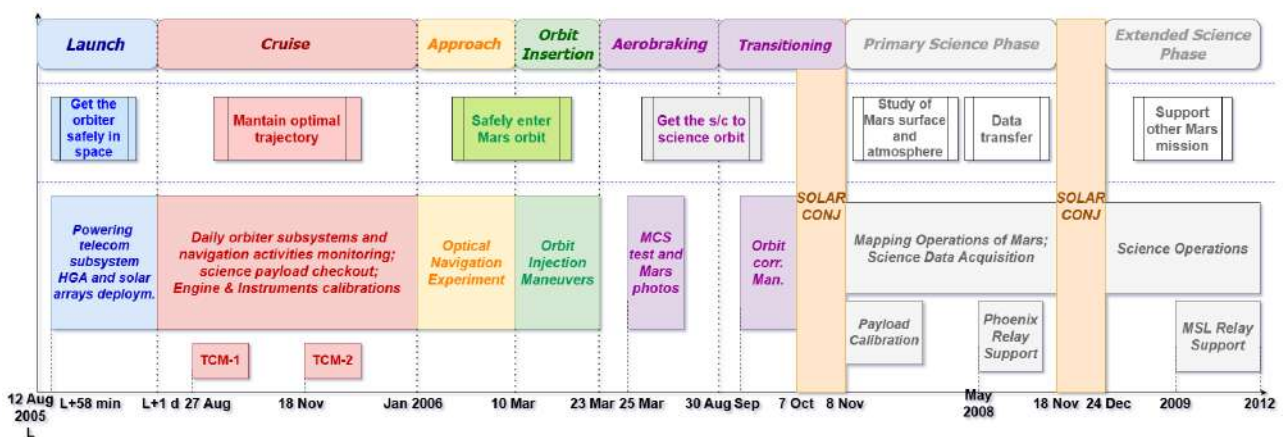 Launch
Cruise
Approach
Orbit
Insertion
Aerobraking
Transitioning
Primary Science Phase
Extended Science
Phase
Get the
orbiter
safely in
space
Mantain optimal
trajectory
Safely enter
Mars orbit
Get the s/c to
science orbit
Study of
Mars surface
and
atmosphere
Data
transfer
Support
other Mars
mission
Powering
telecom
subsystem
HGA and solar
arrays deploym.
Daily orbiter subsystems and
navigation activities monitoring;
science payload checkout;
Engine & Instruments calibrations
Optical
Navigation
Experiment
Orbit
Injection
Maneuvers
MCS
test and
Mars
photos
Orbit
corr.
Man.
SOLAR
CONJ
Mapping Operations of Mars;
Science Data Acquisition
SOLAR
CONJ
Science Operations
TCM-1
TCM-2
Payload
Calibration
Phoenix
Relay
Support
MSL Relay
Support
12 Aug
2005
L
L+58 min
L+1 d
27 Aug
18 Nov
Jan 2006
10 Mar
23 Mar
25 Mar
30 Aug
Sep
7 Oct
8 Nov
May
2008
18 Nov
24 Dec
2009
2012